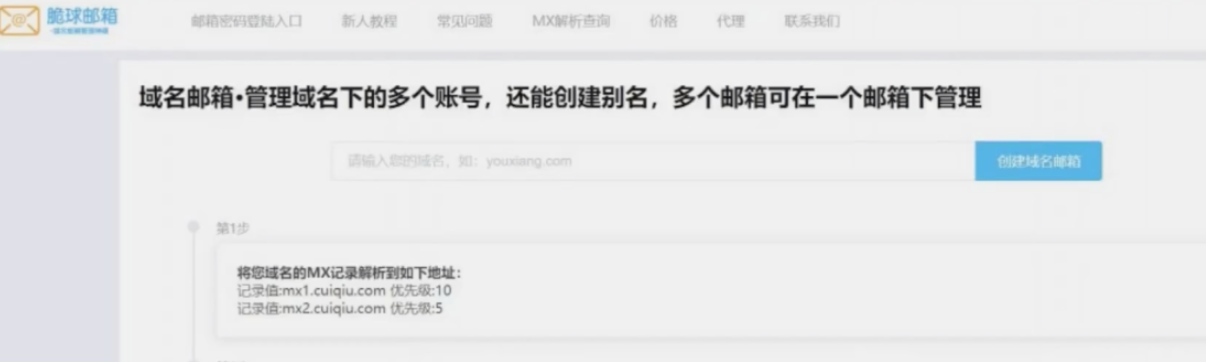 脆球邮箱
邮箱密码登陆入口 新人教程 常见问题 MX解析查询 价格 代理 联系我们
域名邮箱•管理域名下的多个账号，还能创建别名，多个邮箱可在一个邮箱下管理
请输入您的域名，如：youxiang.com 创建域名邮箱
第1步
将您域名的MX记录解析到如下地址：
记录值:mx1.cuiqiu.com 优先级:10
记录值:mx2.cuiqiu.com 优先级:5